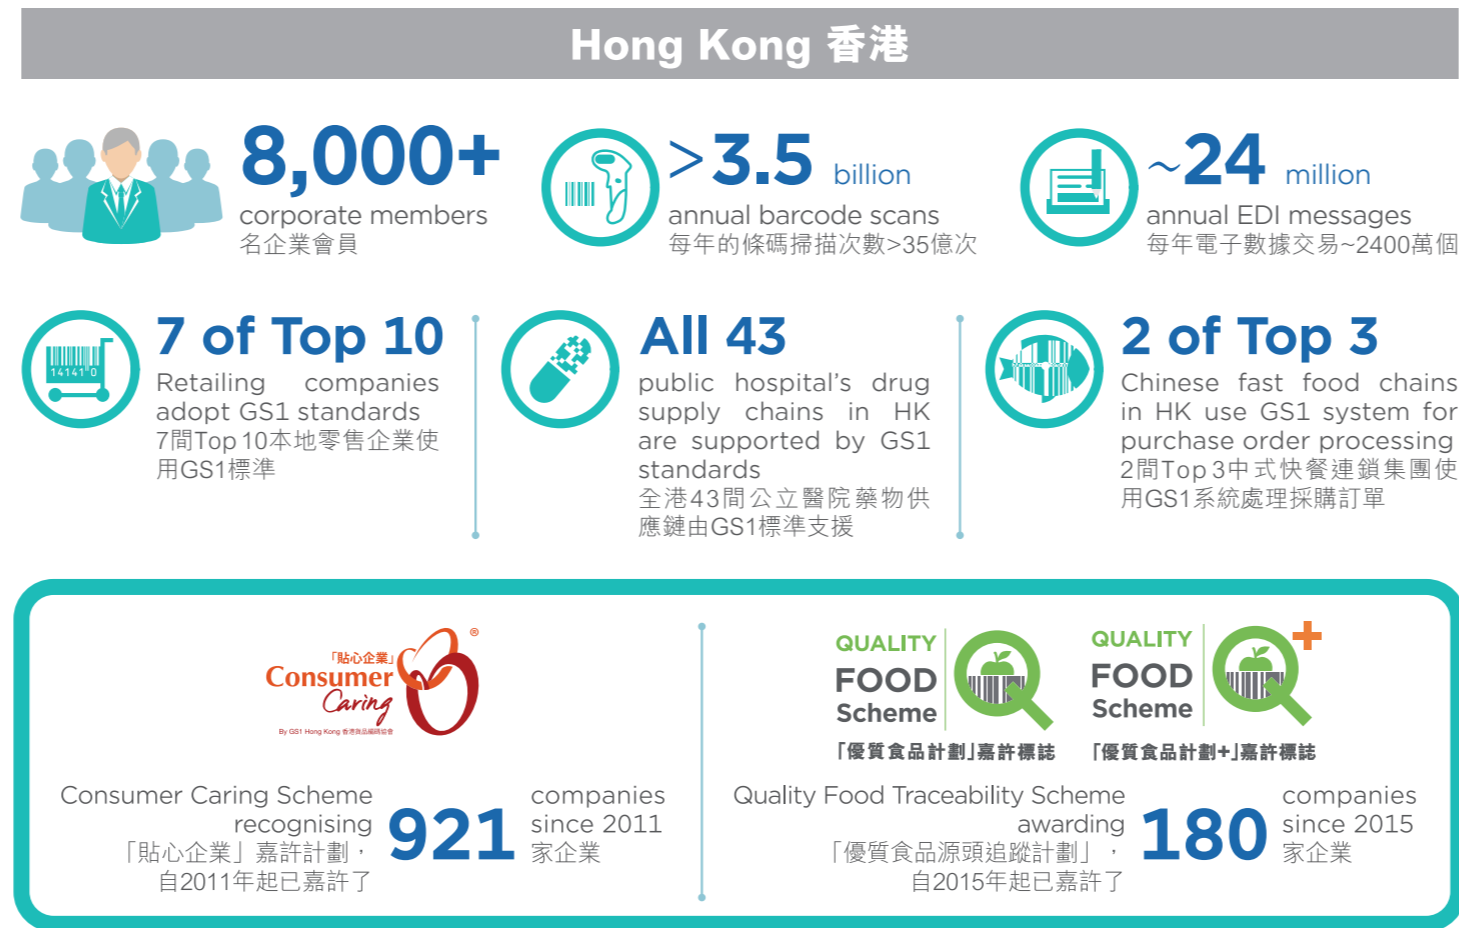 Hong Kong 香港
8,000+
corporate members
名企業會員
>3.5 billion
annual barcode scans
每年的條碼掃描次數>35億次
~24 million
annual EDI messages
每年電子數據交易~2400萬個
141410
7 of Top 10
Retailing companies
adopt GS1 standards
7間Top 10本地零售企業使
用GS1標準
All 43
public hospital's drug
supply chains in HK
are supported by GS1
standards
全港43間公立醫院藥物供
應鏈由GS1標準支援
2 of Top 3
Chinese fast food chains
in HK use GS1 system for
purchase order processing
2間Top 3中式快餐連鎖集團使
用GS1系統處理採購訂單
「貼心企業」
Consumer
Caring
®
By GS1 Hong Kong 香港貨品編碼協會
Consumer Caring Scheme
recognising
「貼心企業」嘉許計劃，
自2011年起已嘉許了
921
companies
since 2011
家企業
QUALITY
FOOD
Scheme
「優質食品計劃」嘉許標誌
QUALITY
FOOD
Scheme
+
「優質食品計劃+」嘉許標誌
Quality Food Traceability Scheme
awarding
「優質食品源頭追蹤計劃」，
自2015年起已嘉許了
180
companies
since 2015
家企業